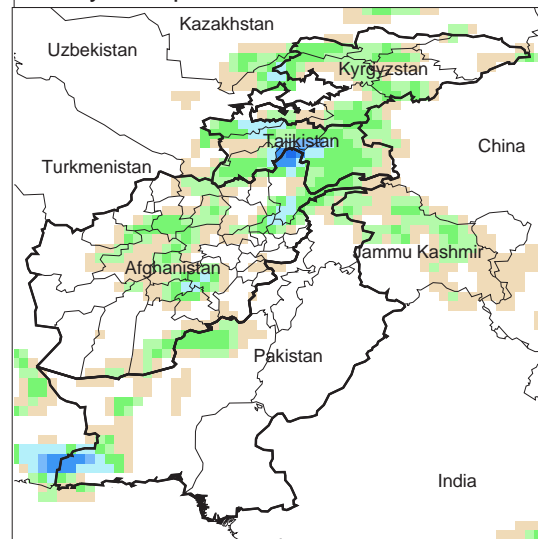 Kazakhstan
Uzbekistan
Kyrgyzstan
Tajikistan
China
Turkmenistan
Jammu Kashmir
Afghanistan
Pakistan
India